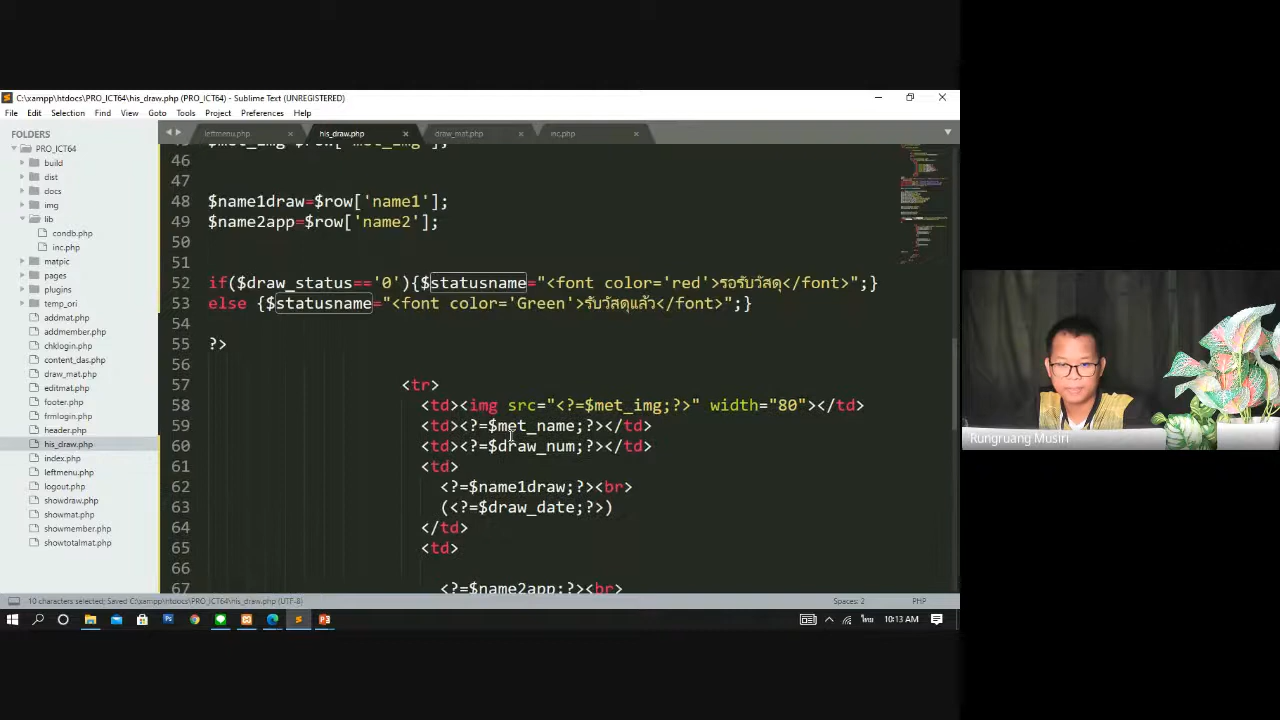 C:\xampp\htdocs\PRO_ICT64\his_draw.php (PRO_ICT64) - Sublime Text (UNREGISTERED)
File Edit Selection Find View Goto Tools Project Preferences Help
FOLDERS
PRO_ICT64
build
dist
docs
img
lib
condb.php
inc.php
matpic
pages
plugins
temp_ori
addmat.php
addmember.php
chklogin.php
content_das.php
draw_mat.php
editmat.php
footer.php
frmlogin.php
header.php
his_draw.php
index.php
leftmenu.php
logout.php
showdraw.php
showmat.php
showmember.php
showtotalmat.php
leftmenu.php his_draw.php draw_mat.php inc.php
46
47
48 $name1draw=$row['name1'];
49 $name2app=$row['name2'];
50
51
52 if($draw_status=='0'){$statusname="<font color='red'>รอรับวัสดุ</font>";}
53 else {$statusname="<font color='Green'>รับวัสดุแล้ว</font>";}
54
55 ?>
56
57 <tr>
58 <td><img src="<?=$met_img;?>" width="80"></td>
59 <td><?=$met_name;?></td>
60 <td><?=$draw_num;?></td>
61 <td>
62 <?=$name1draw;?><br>
63 (<?=$draw_date;?>)
64 </td>
65 <td>
66
67 <?=$name2app;?><br>
10 characters selected; Saved C:\xampp\htdocs\PRO_ICT64\his_draw.php (UTF-8)
Spaces: 2 PHP
ไทย 10:13 AM
Rungruang Musiri